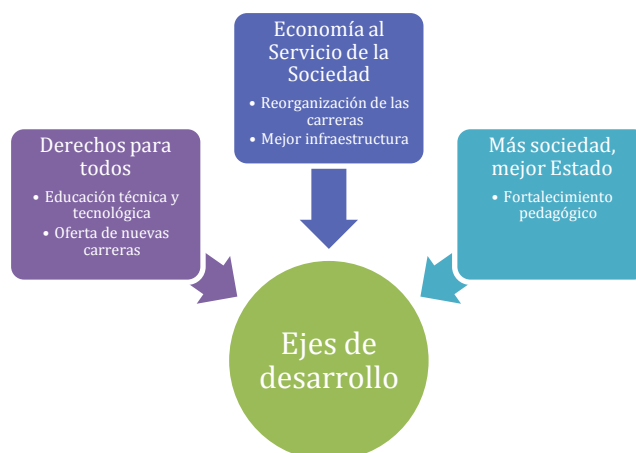 Derechos para
todos
• Educación técnica y
tecnológica
• Oferta de nuevas
carreras
Economía al
Servicio de la
Sociedad
• Reorganización de las
carreras
• Mejor infraestructura
Más sociedad,
mejor Estado
• Fortalecimiento
pedagógico
Ejes de
desarrollo